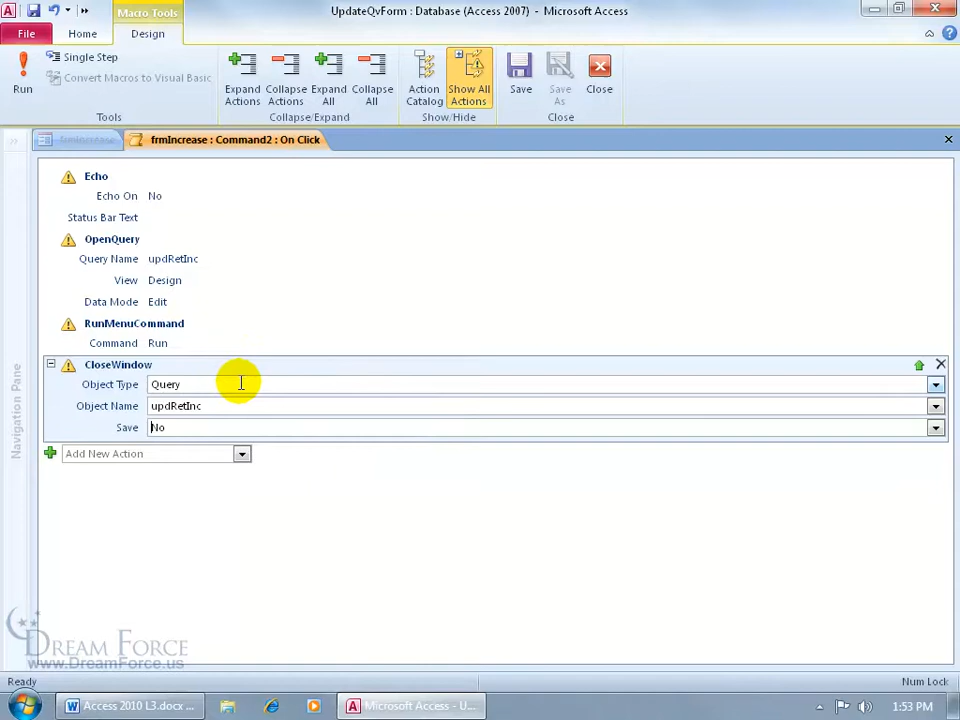 Macro Tools
UpdateQvForm : Database (Access 2007) - Microsoft Access
File
Home
Design
Run
Single Step
Convert Macros to Visual Basic
Expand Actions
Collapse Actions
Expand All
Collapse All
Action Catalog
Show All Actions
Save
Save As
Close
Tools
Collapse/Expand
Show/Hide
Close
frmIncrease
frmIncrease : Command2 : On Click
Echo
Echo On No
Status Bar Text
OpenQuery
Query Name updRetInc
View Design
Data Mode Edit
RunMenuCommand
Command Run
CloseWindow
Object Type Query
Object Name updRetInc
Save No
Add New Action
Navigation Pane
DREAM FORCE
www.DreamForce.us
Ready
Num Lock
Access 2010 L3.docx ...
Microsoft Access - U...
1:53 PM